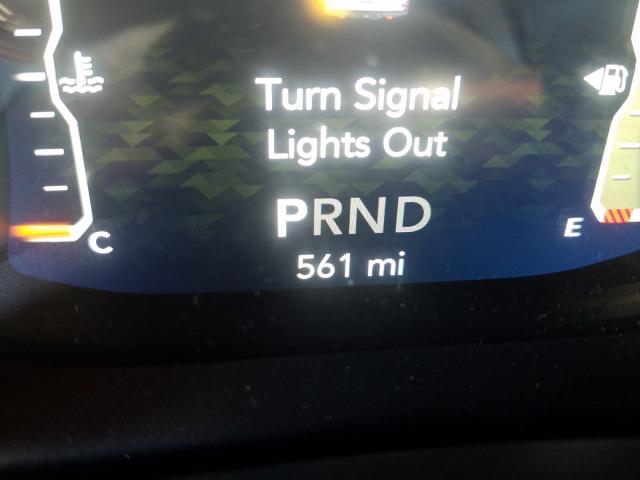 Turn Signal
Lights Out
PRND
C
E
561 mi